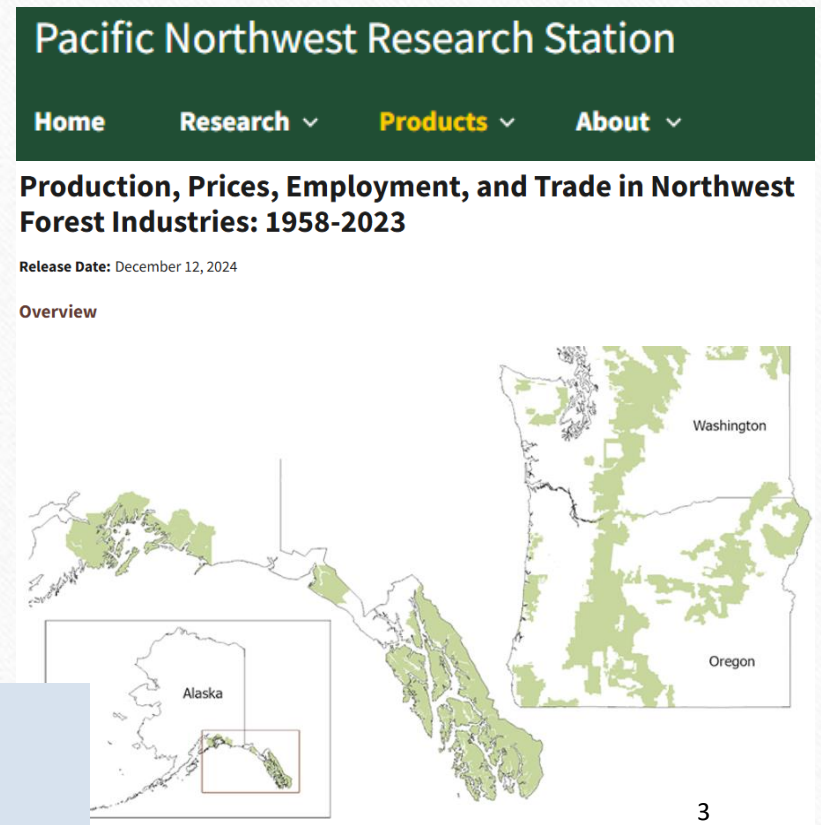 Pacific Northwest Research Station
Home Research Products About
Production, Prices, Employment, and Trade in Northwest
Forest Industries: 1958-2023
Release Date: December 12, 2024
Overview
Washington
Oregon
Alaska
3